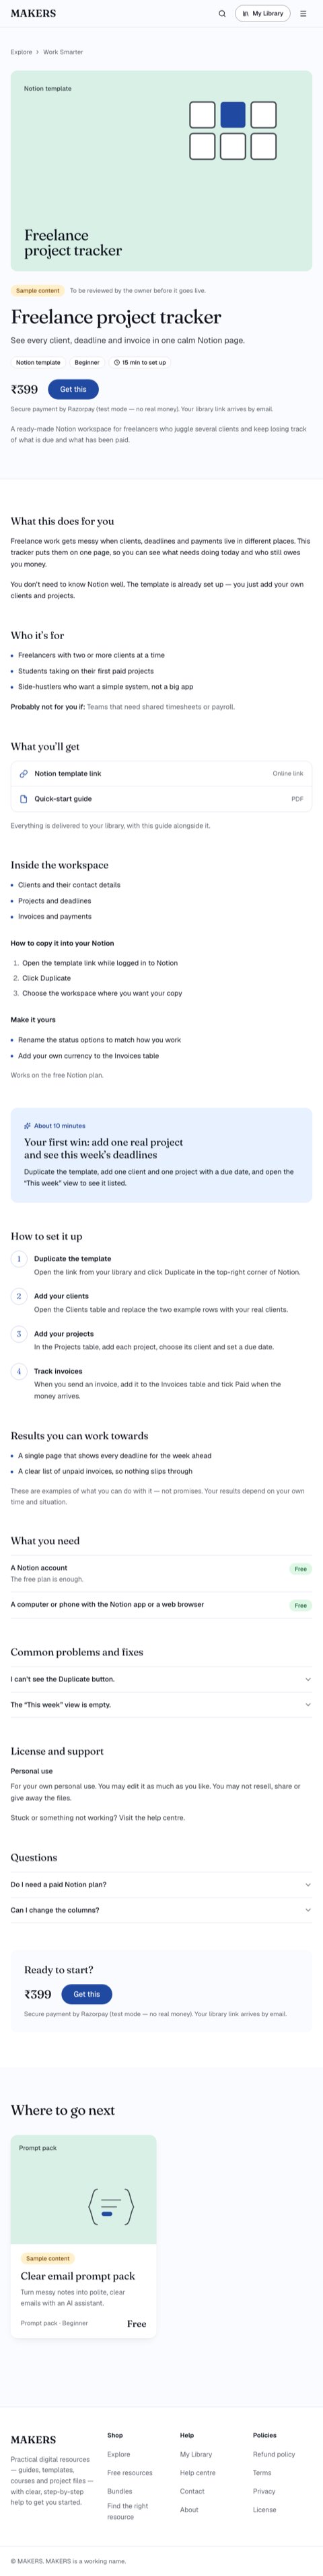 MAKERS
My Library
Explore > Work Smarter
Notion template
Freelance
project tracker
Sample content To be reviewed by the owner before it goes live.
Freelance project tracker
See every client, deadline and invoice in one calm Notion page.
Notion template Beginner 15 min to set up
₹399 Get this
Secure payment by Razorpay (test mode — no real money). Your library link arrives by email.
A ready-made Notion workspace for freelancers who juggle several clients and keep losing track
of what is due and what has been paid.
What this does for you
Freelance work gets messy when clients, deadlines and payments live in different places. This
tracker puts them on one page, so you can see what needs doing today and who still owes
you money.
You don't need to know Notion well. The template is already set up — you just add your own
clients and projects.
Who it's for
Freelancers with two or more clients at a time
Students taking on their first paid projects
Side-hustlers who want a simple system, not a big app
Probably not for you if: Teams that need shared timesheets or payroll.
What you'll get
Notion template link Online link
Quick-start guide PDF
Everything is delivered to your library, with this guide alongside it.
Inside the workspace
Clients and their contact details
Projects and deadlines
Invoices and payments
How to copy it into your Notion
1. Open the template link while logged in to Notion
2. Click Duplicate
3. Choose the workspace where you want your copy
Make it yours
Rename the status options to match how you work
Add your own currency to the Invoices table
Works on the free Notion plan.
About 10 minutes
Your first win: add one real project
and see this week's deadlines
Duplicate the template, add one client and one project with a due date, and open the
"This week" view to see it listed.
How to set it up
1 Duplicate the template
Open the link from your library and click Duplicate in the top-right corner of Notion.
2 Add your clients
Open the Clients table and replace the two example rows with your real clients.
3 Add your projects
In the Projects table, add each project, choose its client and set a due date.
4 Track invoices
When you send an invoice, add it to the Invoices table and tick Paid when the
money arrives.
Results you can work towards
A single page that shows every deadline for the week ahead
A clear list of unpaid invoices, so nothing slips through
These are examples of what you can do with it — not promises. Your results depend on your own
time and situation.
What you need
A Notion account Free
The free plan is enough.
A computer or phone with the Notion app or a web browser Free
Common problems and fixes
I can't see the Duplicate button.
The "This week" view is empty.
License and support
Personal use
For your own personal use. You may edit it as much as you like. You may not resell, share or
give away the files.
Stuck or something not working? Visit the help centre.
Questions
Do I need a paid Notion plan?
Can I change the columns?
Ready to start?
₹399 Get this
Secure payment by Razorpay (test mode — no real money). Your library link arrives by email.
Where to go next
Prompt pack
Sample content
Clear email prompt pack
Turn messy notes into polite, clear
emails with an AI assistant.
Prompt pack · Beginner Free
MAKERS
Practical digital resources
— guides, templates,
courses and project files —
with clear, step-by-step
help to get you started.
Shop
Explore
Free resources
Bundles
Find the right
resource
Help
My Library
Help centre
Contact
About
Policies
Refund policy
Terms
Privacy
License
© MAKERS. MAKERS is a working name.